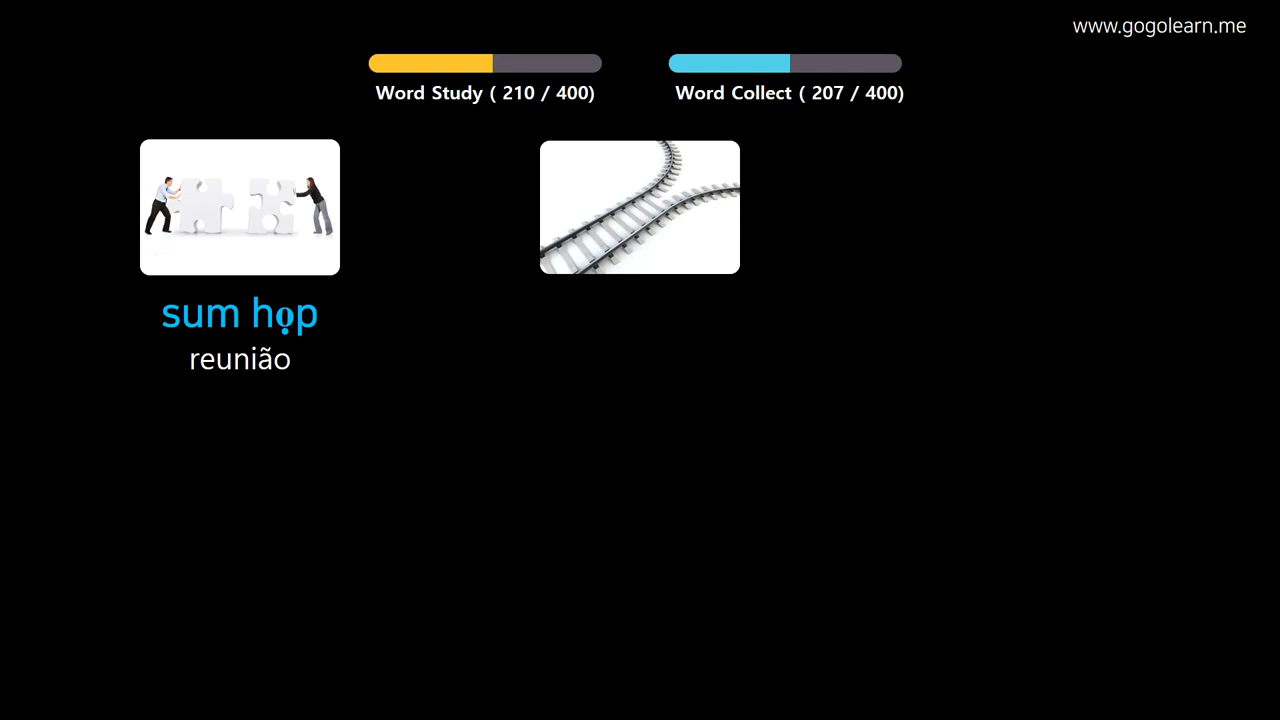 www.gogolearn.me
Word Study ( 210 / 400)
Word Collect ( 207 / 400)
sum họp
reunião